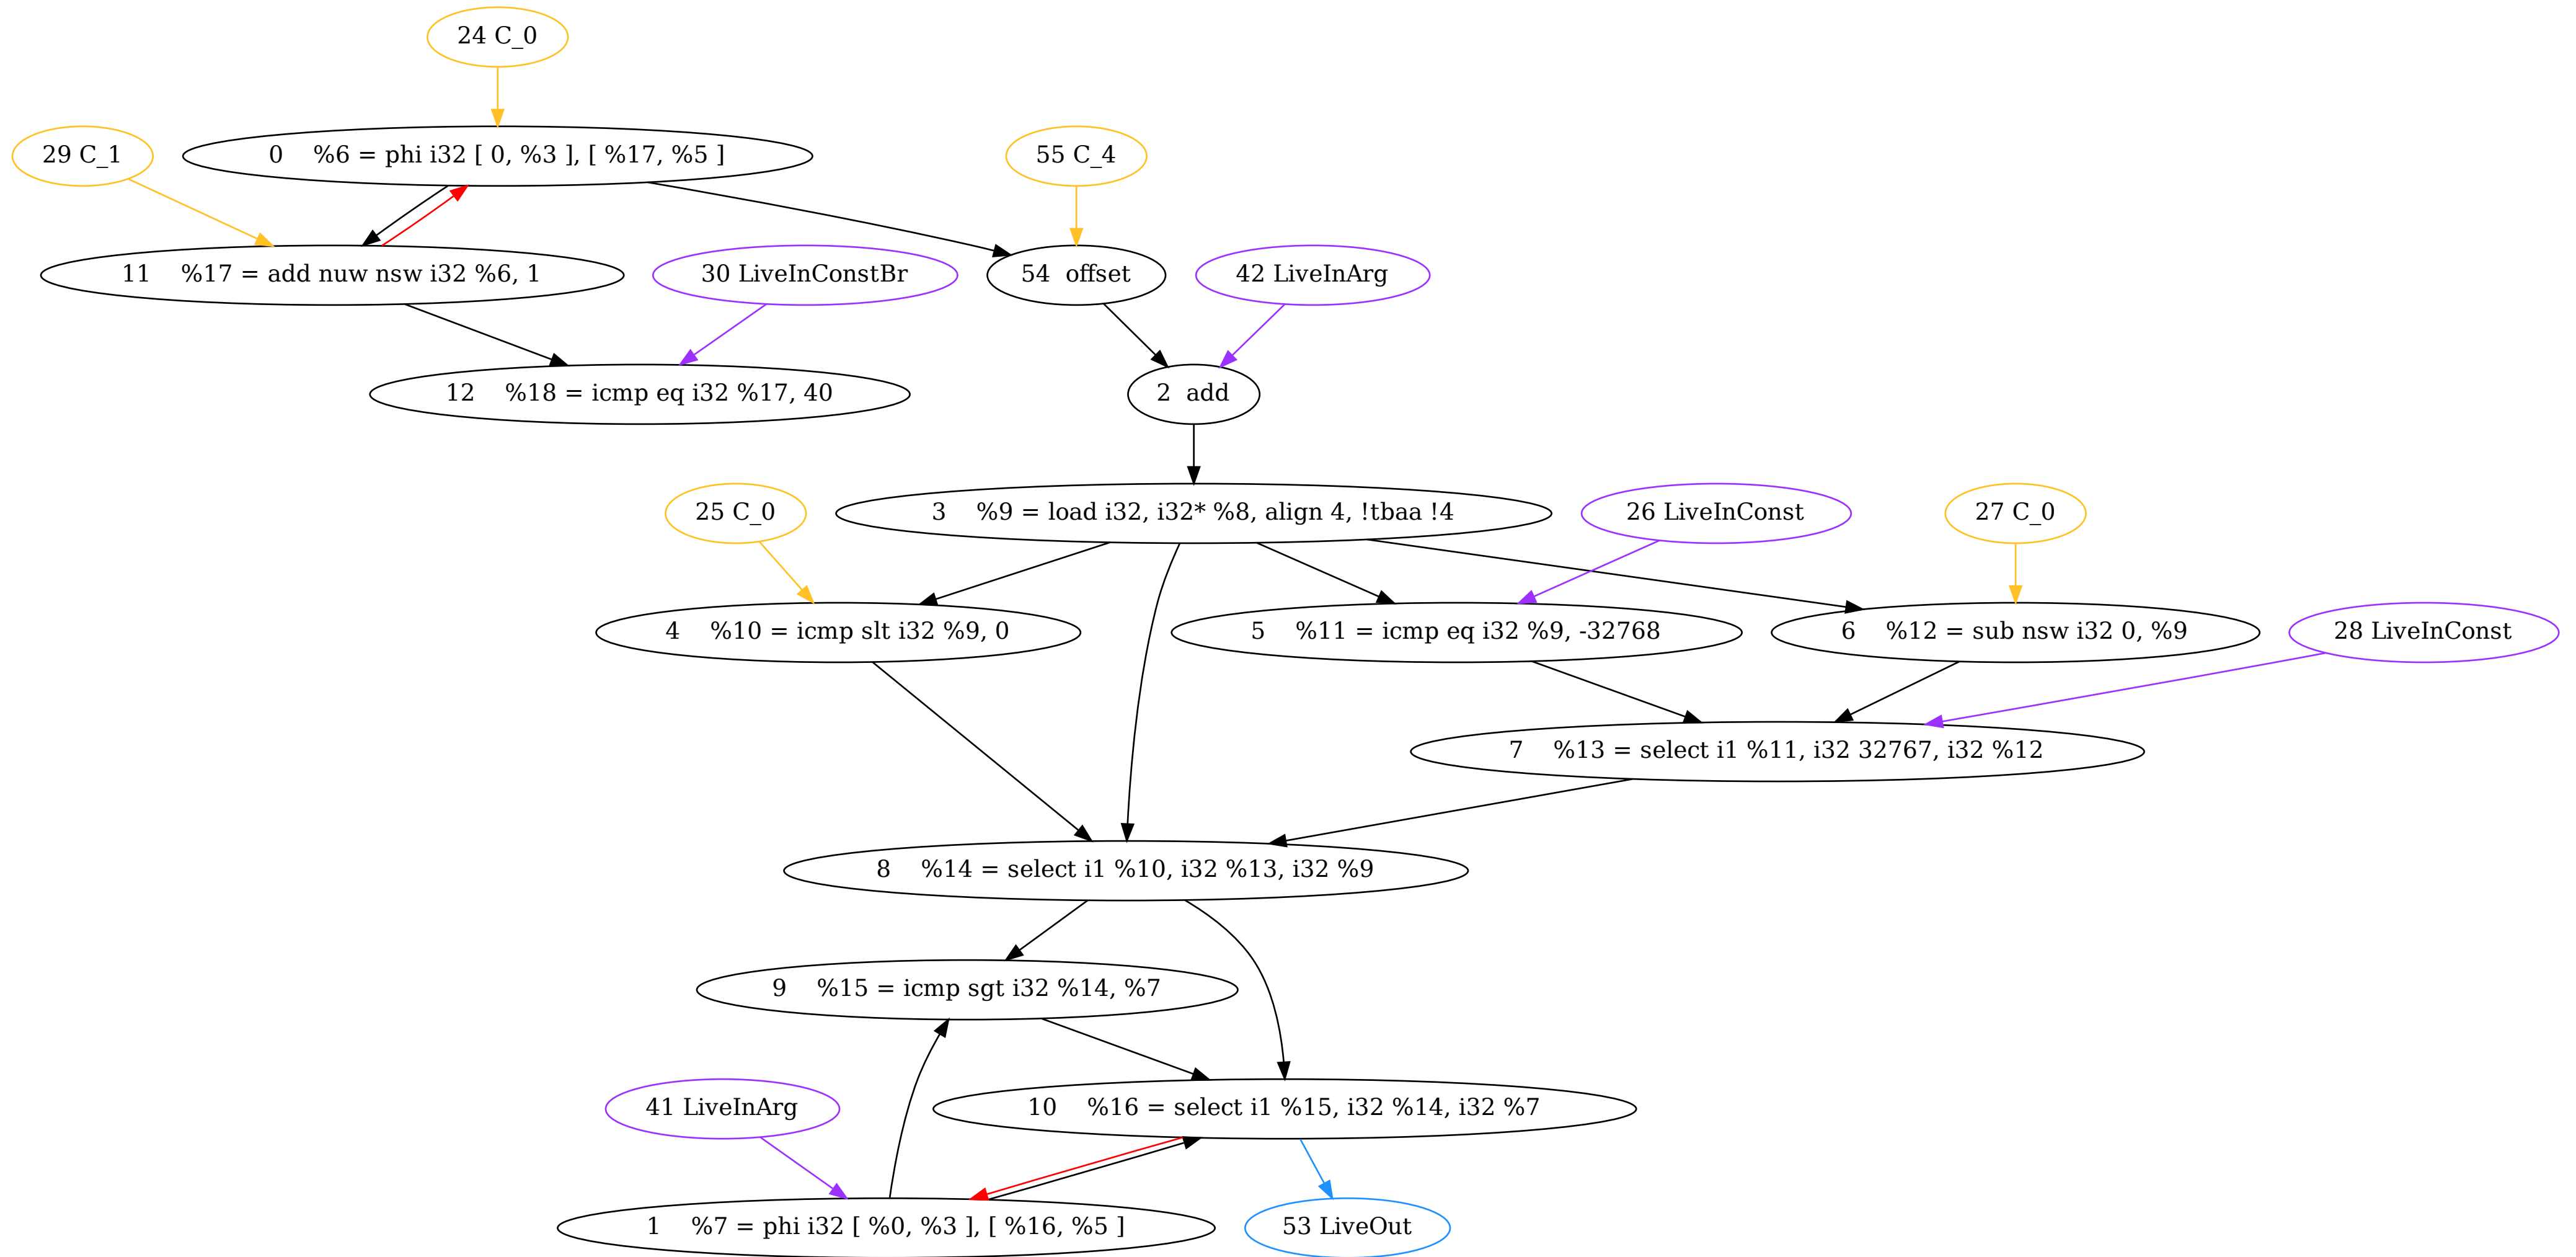 24 C_0
29 C_1
0 %6 = phi i32 [ 0, %3 ], [ %17, %5 ]
55 C_4
11 %17 = add nuw nsw i32 %6, 1
30 LiveInConstBr
54 offset
42 LiveInArg
12 %18 = icmp eq i32 %17, 40
2 add
25 C_0
3 %9 = load i32, i32* %8, align 4, !tbaa !4
26 LiveInConst
27 C_0
4 %10 = icmp slt i32 %9, 0
5 %11 = icmp eq i32 %9, -32768
6 %12 = sub nsw i32 0, %9
28 LiveInConst
7 %13 = select i1 %11, i32 32767, i32 %12
8 %14 = select i1 %10, i32 %13, i32 %9
9 %15 = icmp sgt i32 %14, %7
41 LiveInArg
10 %16 = select i1 %15, i32 %14, i32 %7
1 %7 = phi i32 [ %0, %3 ], [ %16, %5 ]
53 LiveOut